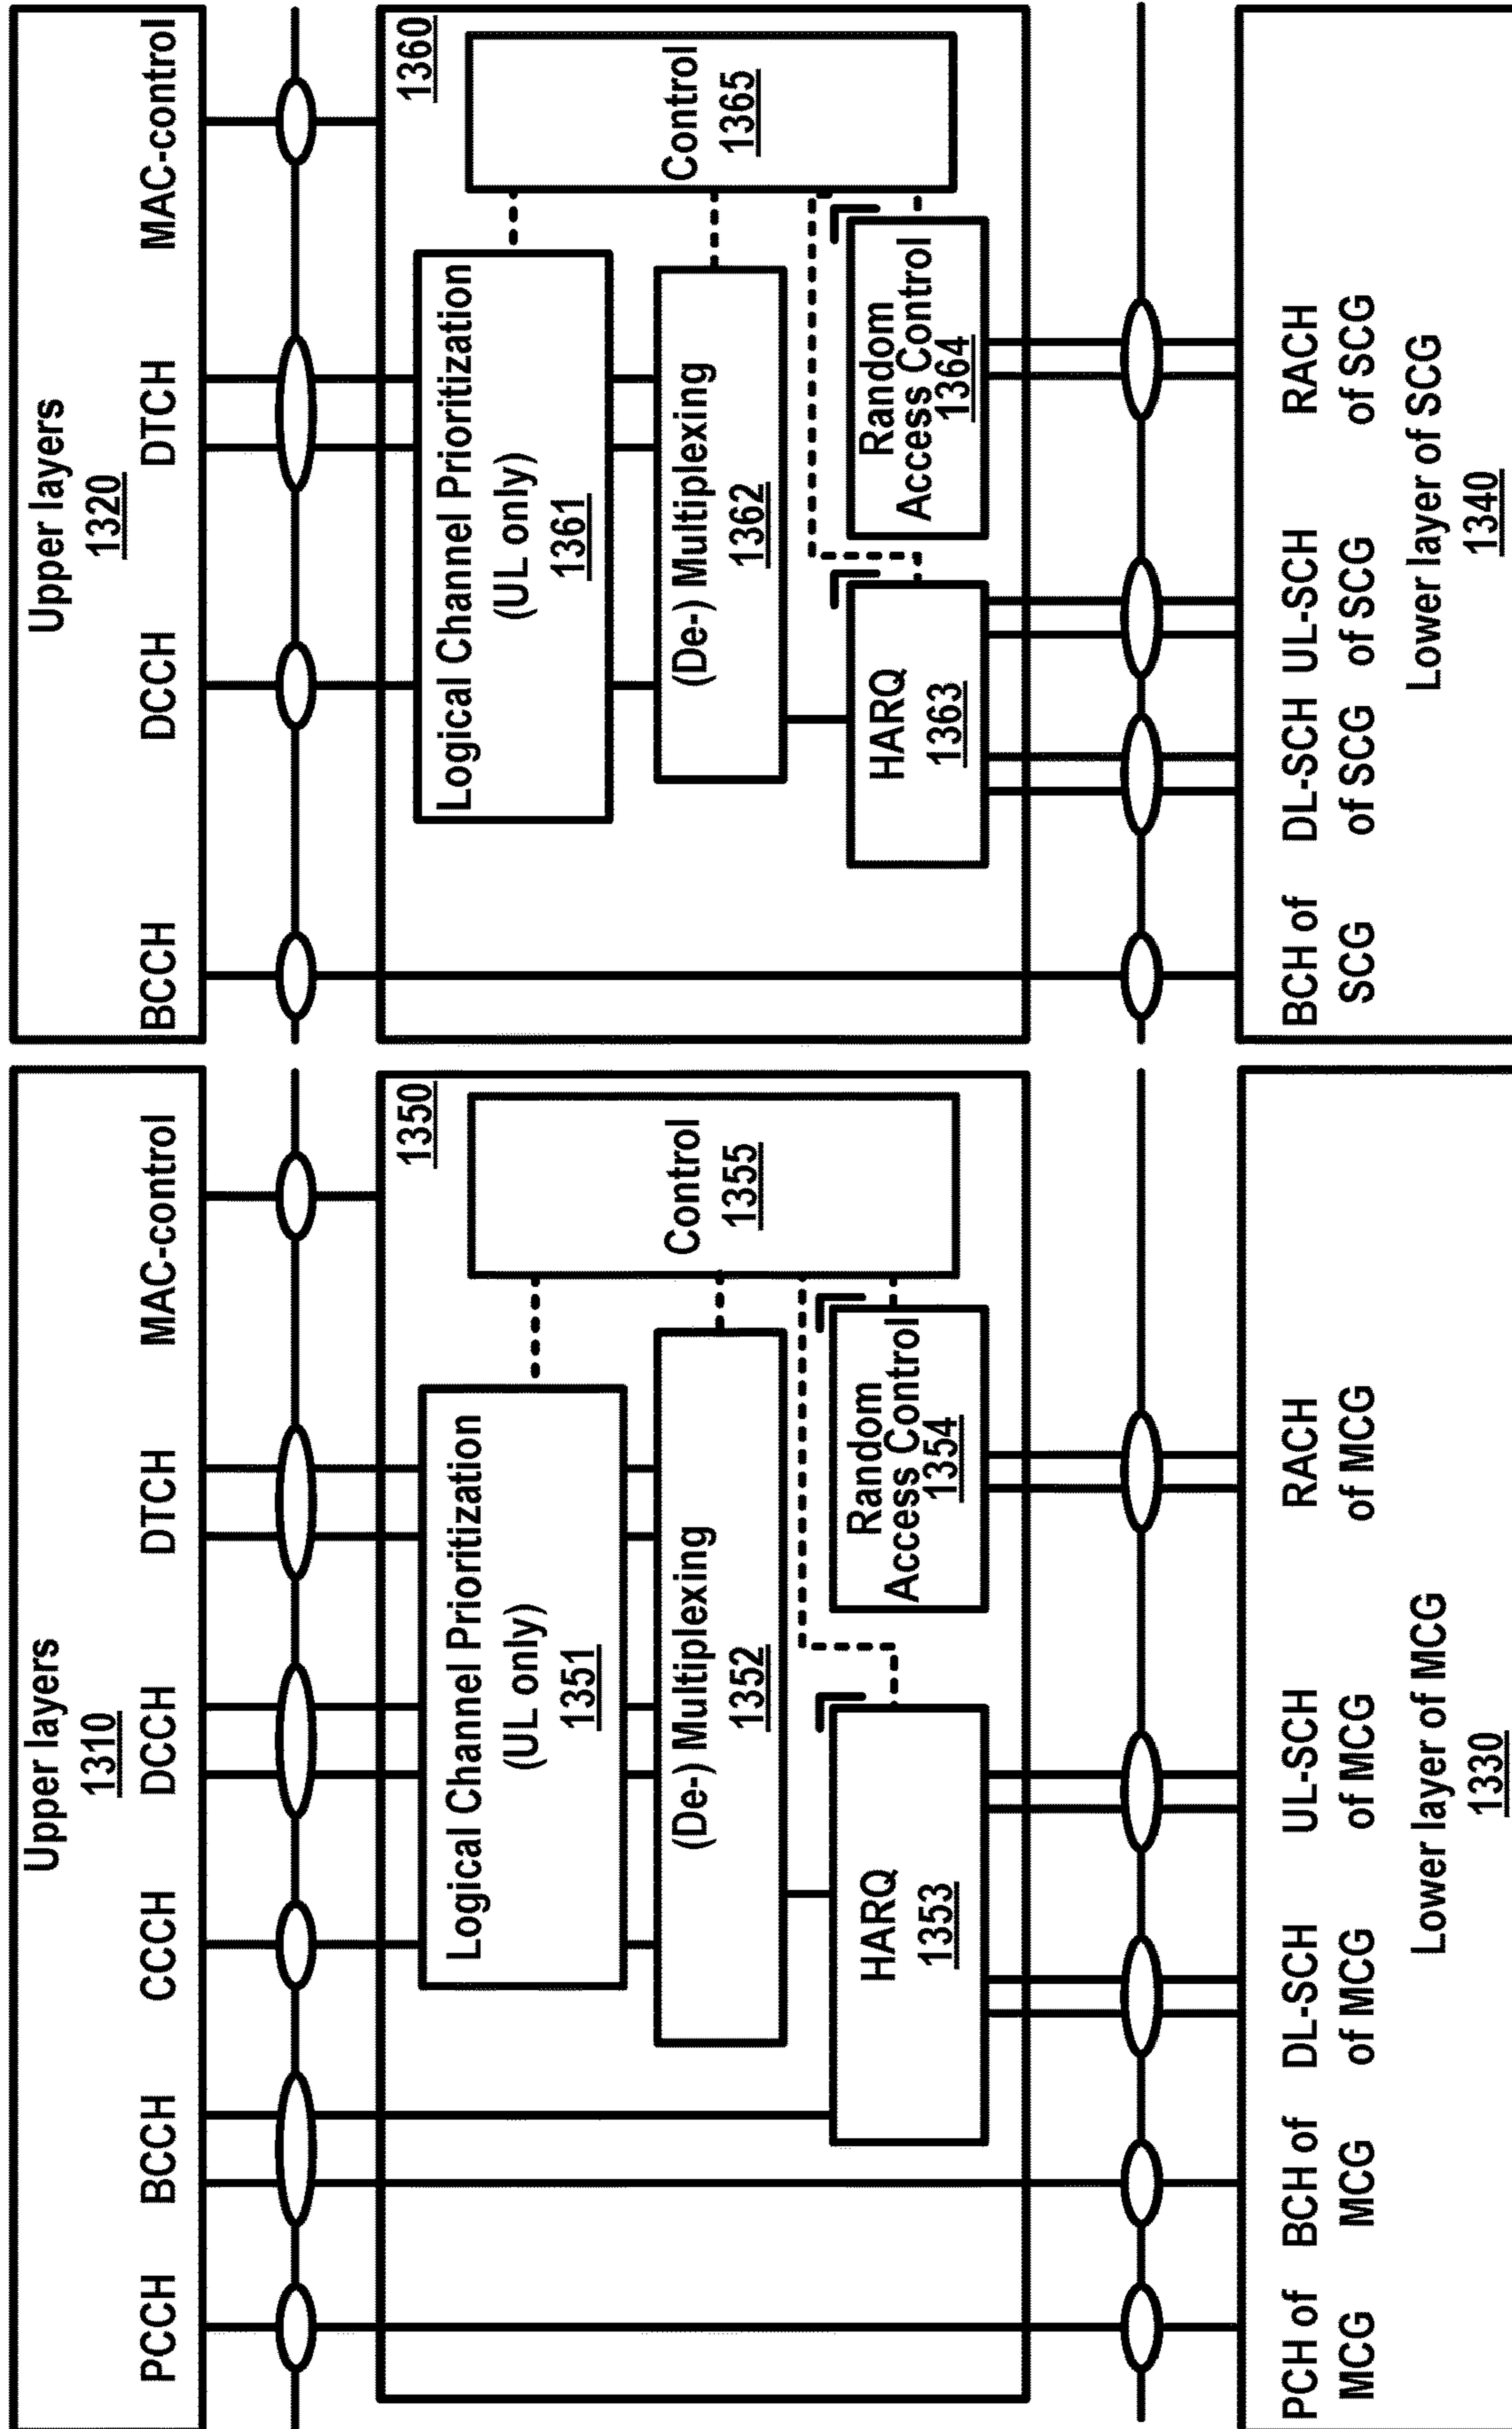 Upper layers
1310
PCCH
BCCH
CCCH
DCCH
DTCH
MAC-control
1350
Logical Channel Prioritization
(UL only)
1351
(De-) Multiplexing
1352
HARQ
1353
Random
Access Control
1354
Control
1355
PCH of
MCG
BCH of
MCG
DL-SCH
of MCG
UL-SCH
of MCG
RACH
of MCG
Lower layer of MCG
1330
Upper layers
1320
BCCH
DCCH
DTCH
MAC-control
1360
Logical Channel Prioritization
(UL only)
1361
(De-) Multiplexing
1362
HARQ
1363
Random
Access Control
1364
Control
1365
BCH of
SCG
DL-SCH
of SCG
UL-SCH
of SCG
RACH
of SCG
Lower layer of SCG
1340